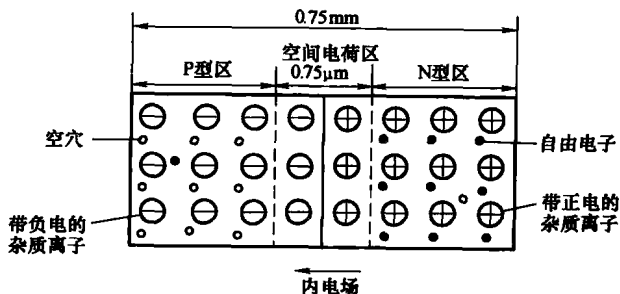 0.75mm
空间电荷区
P型区
0.75μm
N型区
空穴
自由电子
带负电的
杂质离子
带正电的
杂质离子
内电场